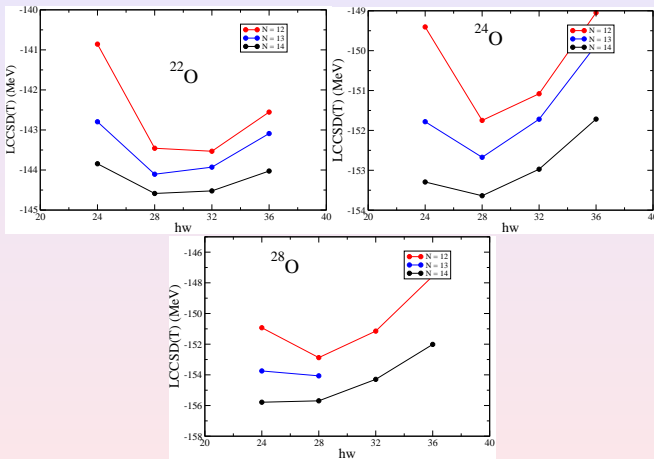 -140
-141
-142
-143
-144
-145
LCCSD(T) (MeV)
22O
N = 12
N = 13
N = 14
20 24 28 32 36 40
hw
-149
-150
-151
-152
-153
-154
LCCSD(T) (MeV)
24O
N = 12
N = 13
N = 14
20 24 28 32 36 40
hw
-146
-148
-150
-152
-154
-156
-158
LCCSD(T) (MeV)
28O
N = 12
N = 13
N = 14
20 24 28 32 36 40
hw